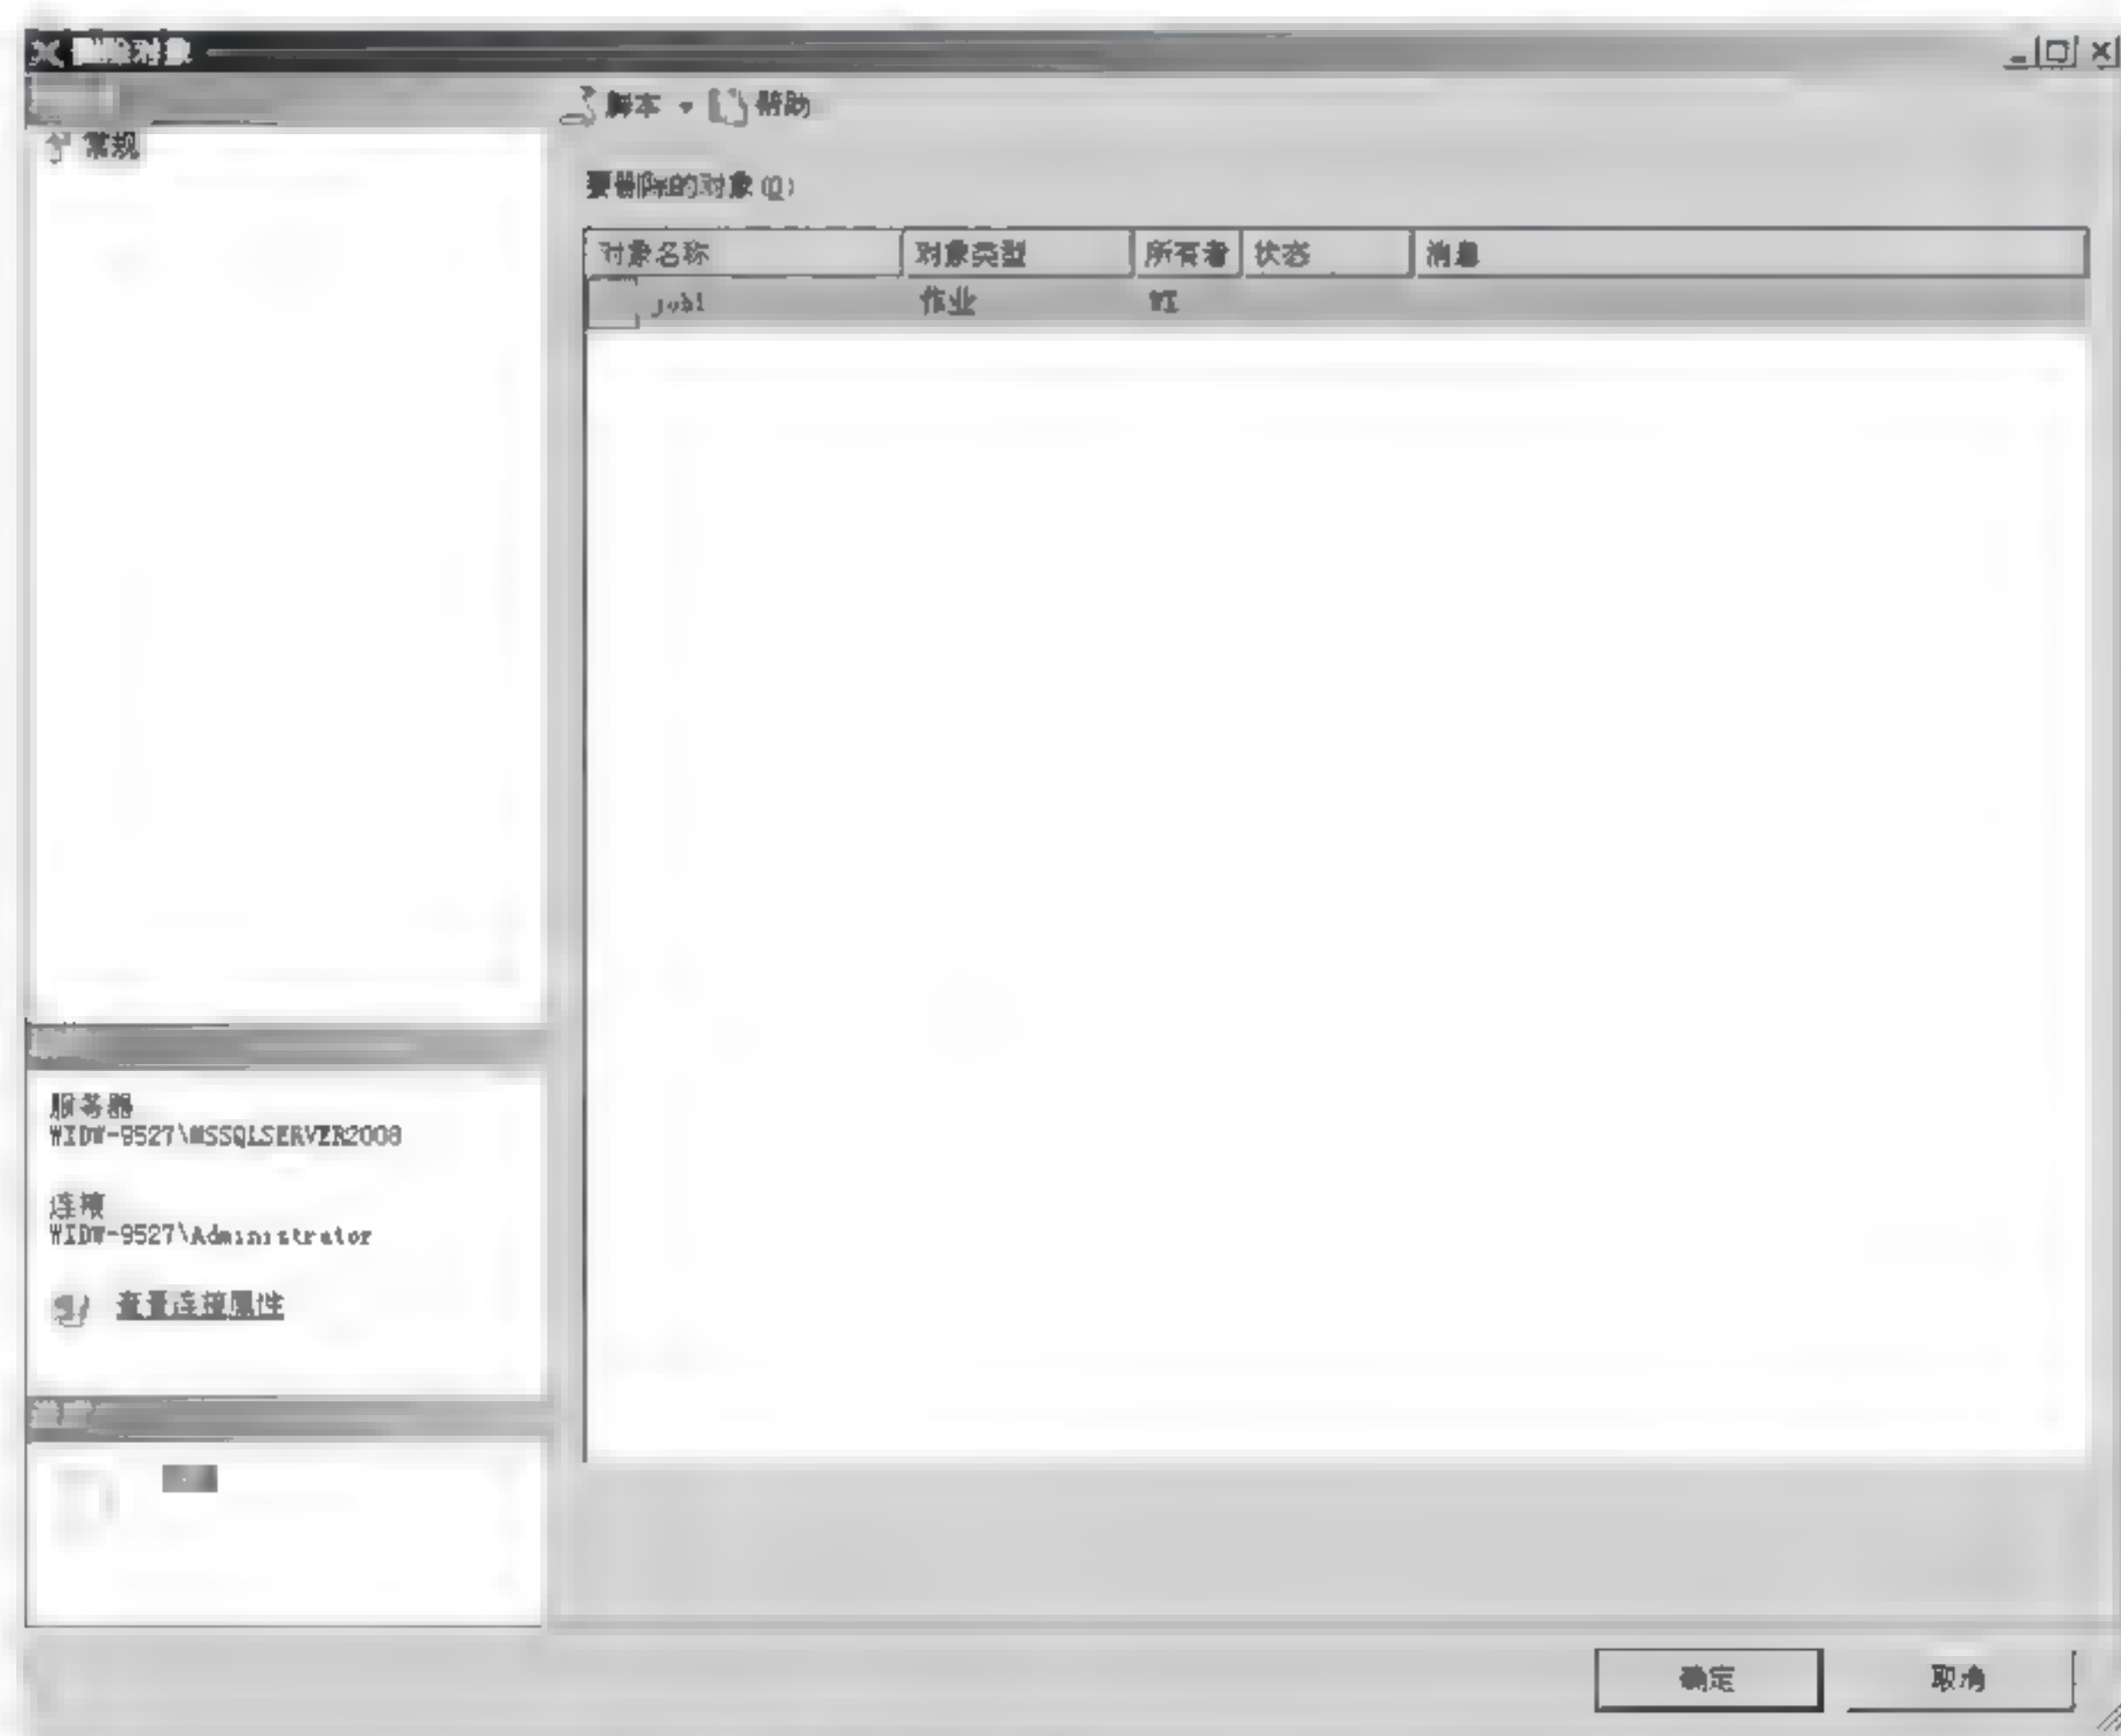 删除对象
脚本 帮助
常规
要删除的对象(Q)
对象名称 对象类型 所有者 状态 消息
job1 作业 WI
服务器
WIDW-9527\MSSQLSERVER2008
连接
WIDW-9527\Administrator
查看连接属性
确定 取消